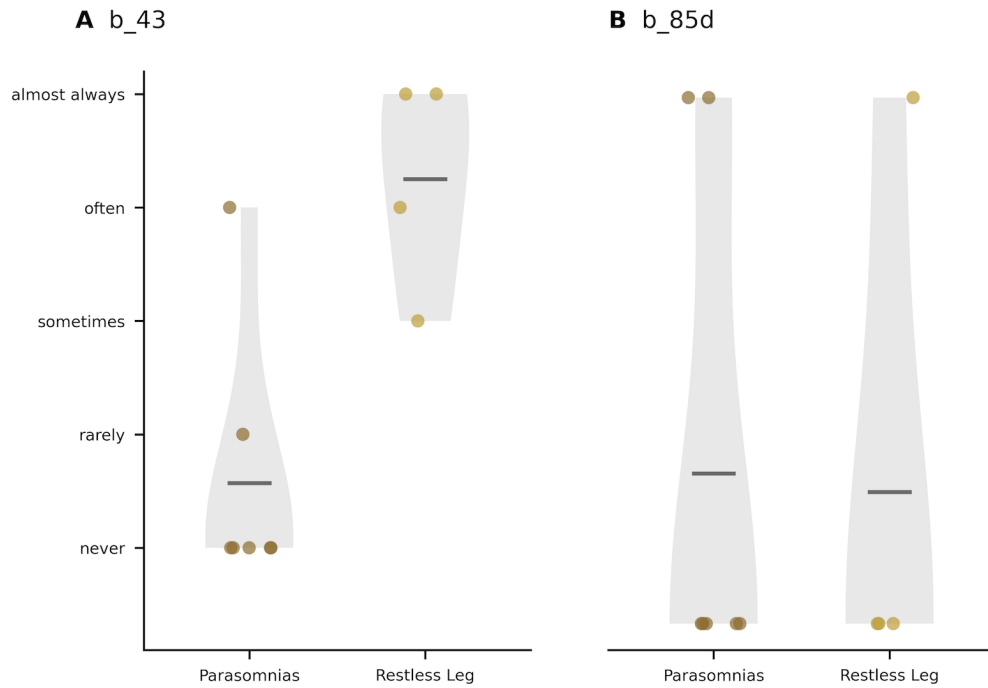 A b_43
B b_85d
almost always
often
sometimes
rarely
never
Parasomnias
Restless Leg
Parasomnias
Restless Leg